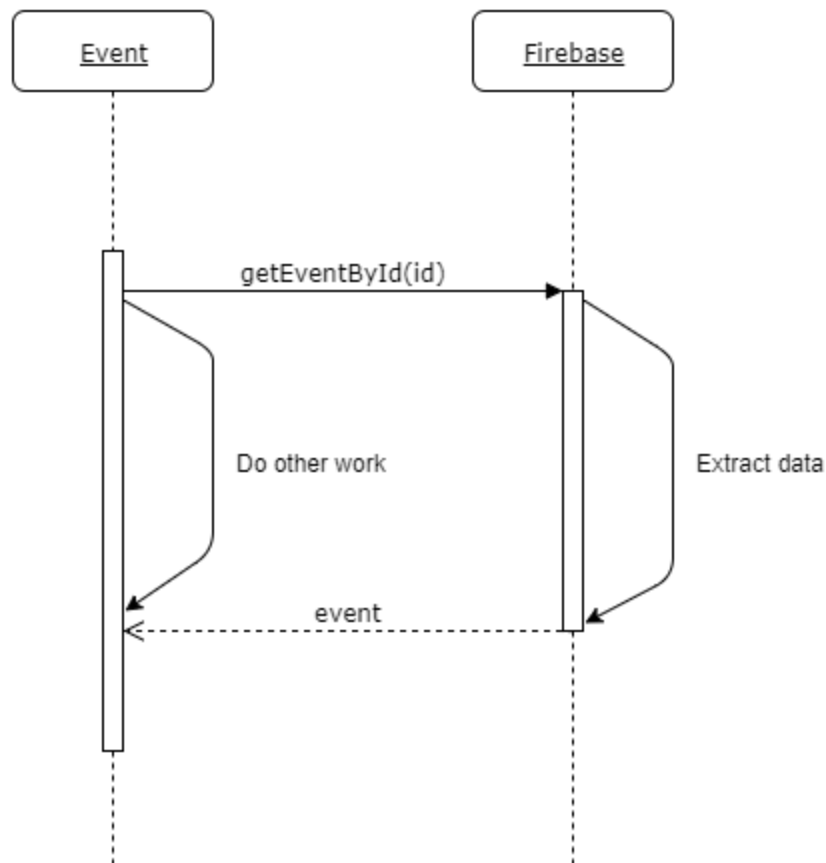 Event
Firebase
getEventById(id)
Do other work
Extract data
event